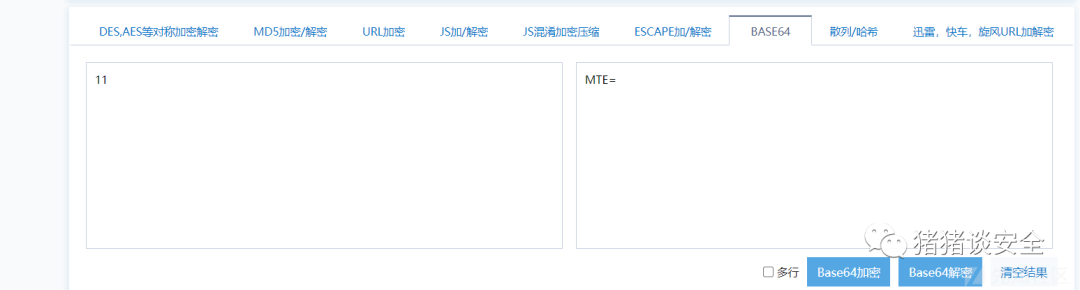 DES,AES等对称加密解密 MD5加密/解密 URL加密 JS加/解密 JS混淆加密压缩 ESCAPE加/解密 BASE64 散列/哈希 迅雷，快车，旋风URL加解密
11 MTE=
猪猪谈安全
多行 Base64加密 Base64解密 清空结果